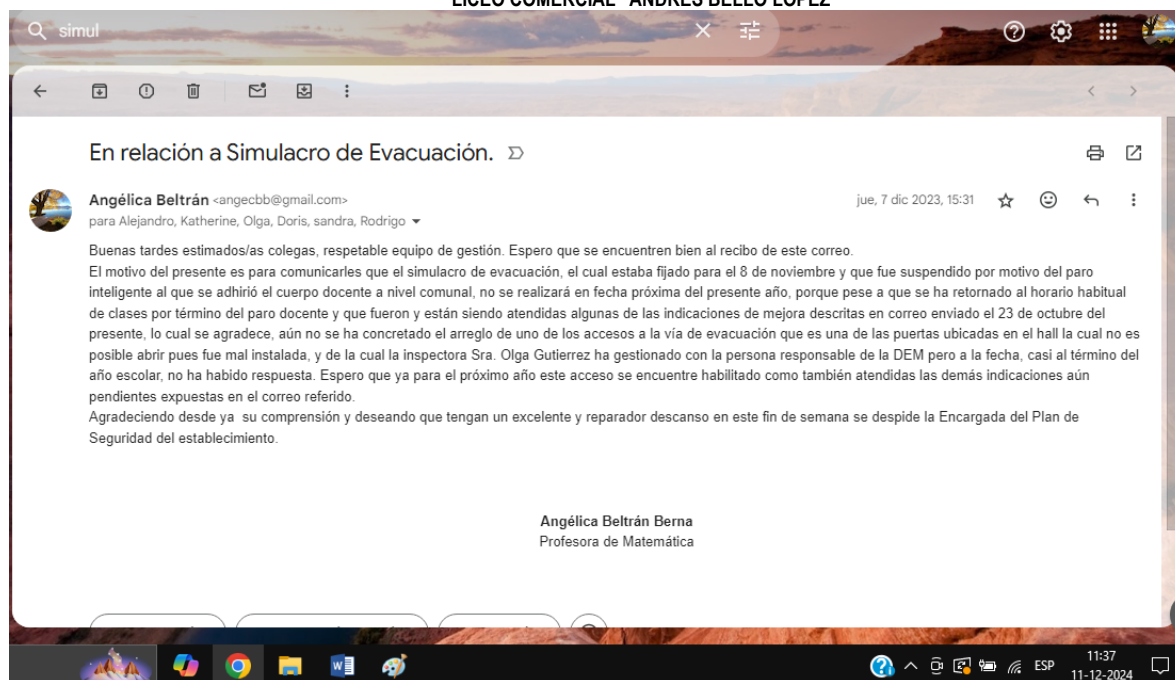 LICEO COMERCIAL "ANDRÉS BELLO LÓPEZ"
simul
En relación a Simulacro de Evacuación.
Angélica Beltrán <angecbb@gmail.com>
jue, 7 dic 2023, 15:31
para Alejandro, Katherine, Olga, Doris, sandra, Rodrigo
Buenas tardes estimados/as colegas, respetable equipo de gestión. Espero que se encuentren bien al recibo de este correo.
El motivo del presente es para comunicarles que el simulacro de evacuación, el cual estaba fijado para el 8 de noviembre y que fue suspendido por motivo del paro
inteligente al que se adhirió el cuerpo docente a nivel comunal, no se realizará en fecha próxima del presente año, porque pese a que se ha retornado al horario habitual
de clases por término del paro docente y que fueron y están siendo atendidas algunas de las indicaciones de mejora descritas en correo enviado el 23 de octubre del
presente, lo cual se agradece, aún no se ha concretado el arreglo de uno de los accesos a la vía de evacuación que es una de las puertas ubicadas en el hall la cual no es
posible abrir pues fue mal instalada, y de la cual la inspectora Sra. Olga Gutierrez ha gestionado con la persona responsable de la DEM pero a la fecha, casi al término del
año escolar, no ha habido respuesta. Espero que ya para el próximo año este acceso se encuentre habilitado como también atendidas las demás indicaciones aún
pendientes expuestas en el correo referido.
Agradeciendo desde ya su comprensión y deseando que tengan un excelente y reparador descanso en este fin de semana se despide la Encargada del Plan de
Seguridad del establecimiento.
Angélica Beltrán Berna
Profesora de Matemática
ESP
11:37
11-12-2024